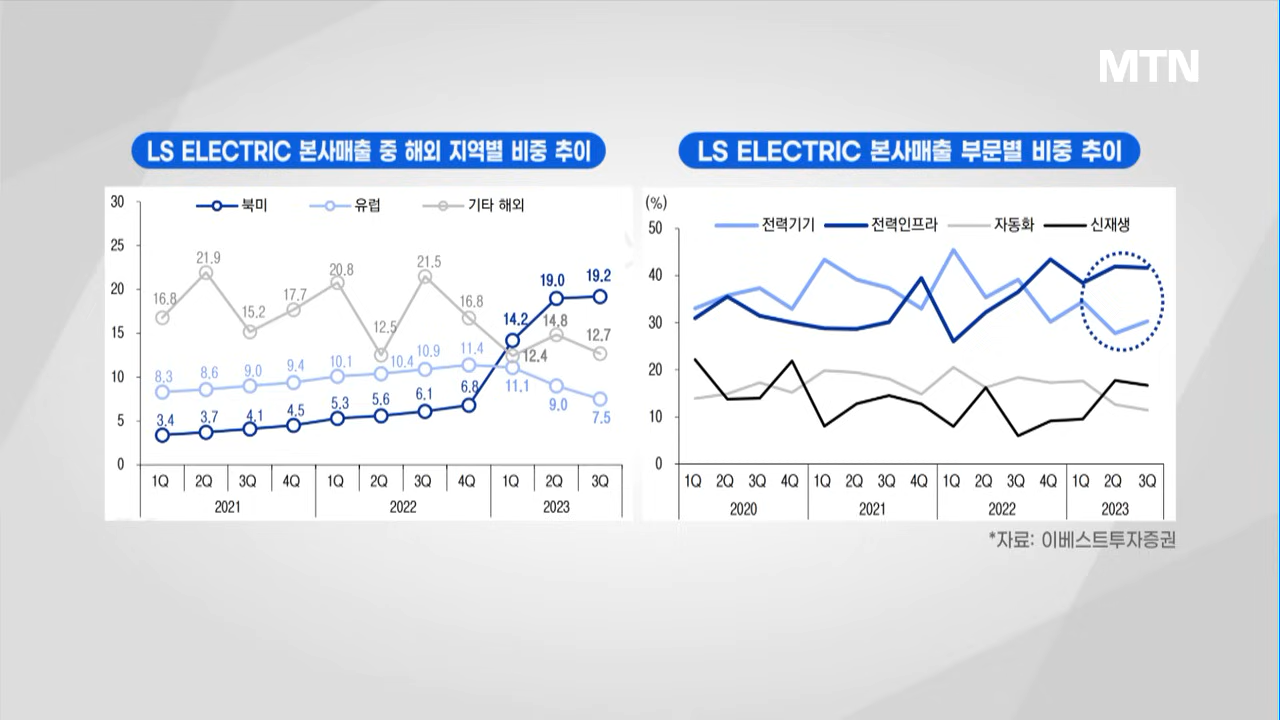 MTN
LS ELECTRIC 본사매출 중 해외 지역별 비중 추이
30
북미 유럽 기타 해외
25
20
15
10
5
0
16.8 21.9 15.2 17.7 20.8 12.5 21.5 16.8 12.4 14.8 12.7
8.3 8.6 9.0 9.4 10.1 10.4 10.9 11.4 11.1 9.0 7.5
3.4 3.7 4.1 4.5 5.3 5.6 6.1 6.8 14.2 19.0 19.2
1Q 2Q 3Q 4Q 1Q 2Q 3Q 4Q 1Q 2Q 3Q
2021 2022 2023
LS ELECTRIC 본사매출 부문별 비중 추이
(%)
50
전력기기 전력인프라 자동화 신재생
40
30
20
10
0
1Q 2Q 3Q 4Q 1Q 2Q 3Q 4Q 1Q 2Q 3Q 4Q 1Q 2Q 3Q
2020 2021 2022 2023
*자료: 이베스트투자증권